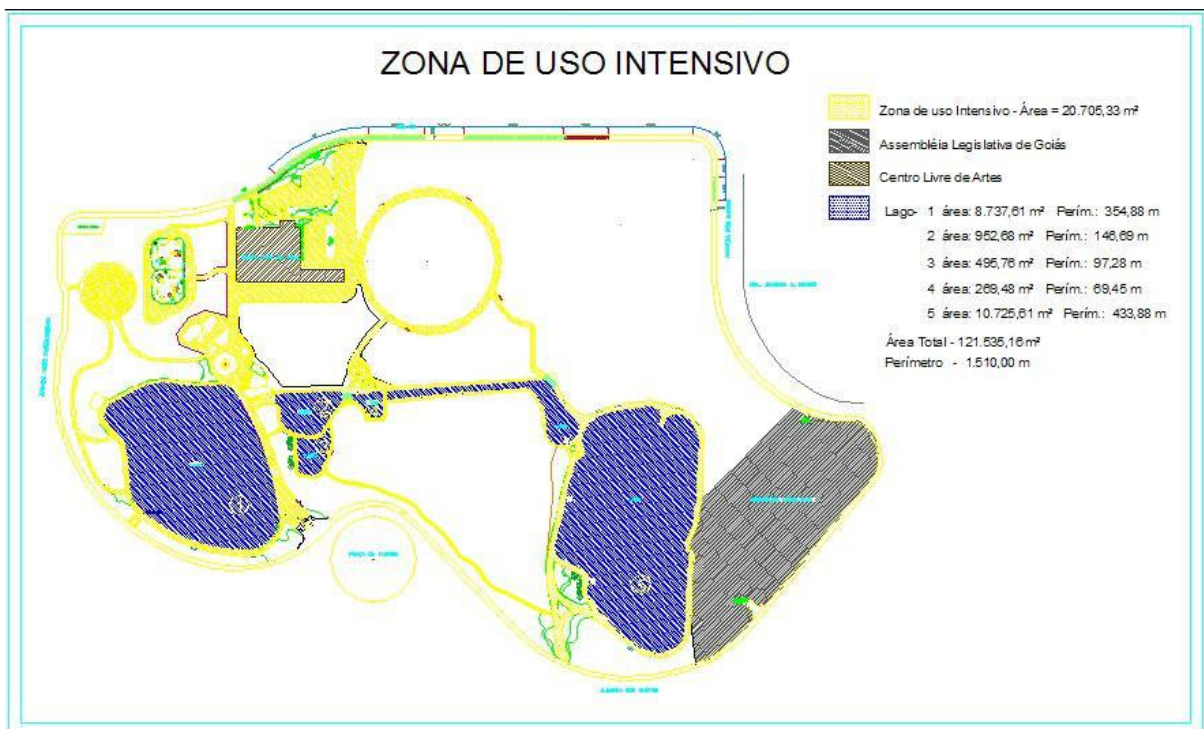 ZONA DE USO INTENSIVO
Zona de uso Intensivo - Área = 20.705,33 m²
Assembléia Legislativa de Goiás
Centro Livre de Artes
Lago- 1 área: 8.737,61 m² Perím.: 354,88 m
2 área: 952,68 m² Perím.: 146,69 m
3 área: 495,76 m² Perím.: 97,28 m
4 área: 269,48 m² Perím.: 69,45 m
5 área: 10.725,61 m² Perím.: 433,88 m
Área Total - 121.535,16 m²
Perímetro - 1.510,00 m